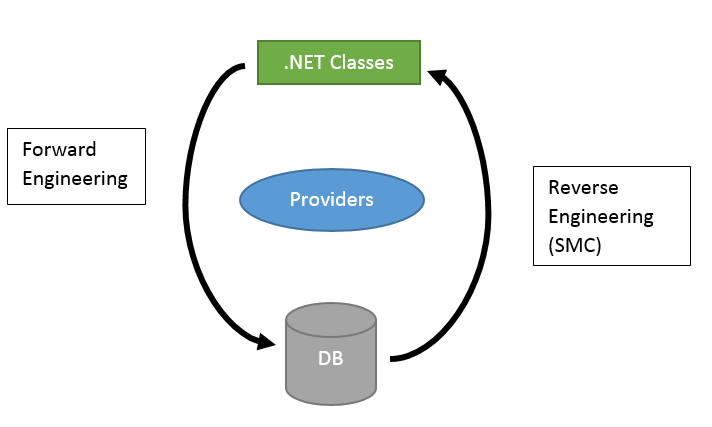 .NET Classes
Forward
Engineering
Providers
Reverse
Engineering
(SMC)
DB